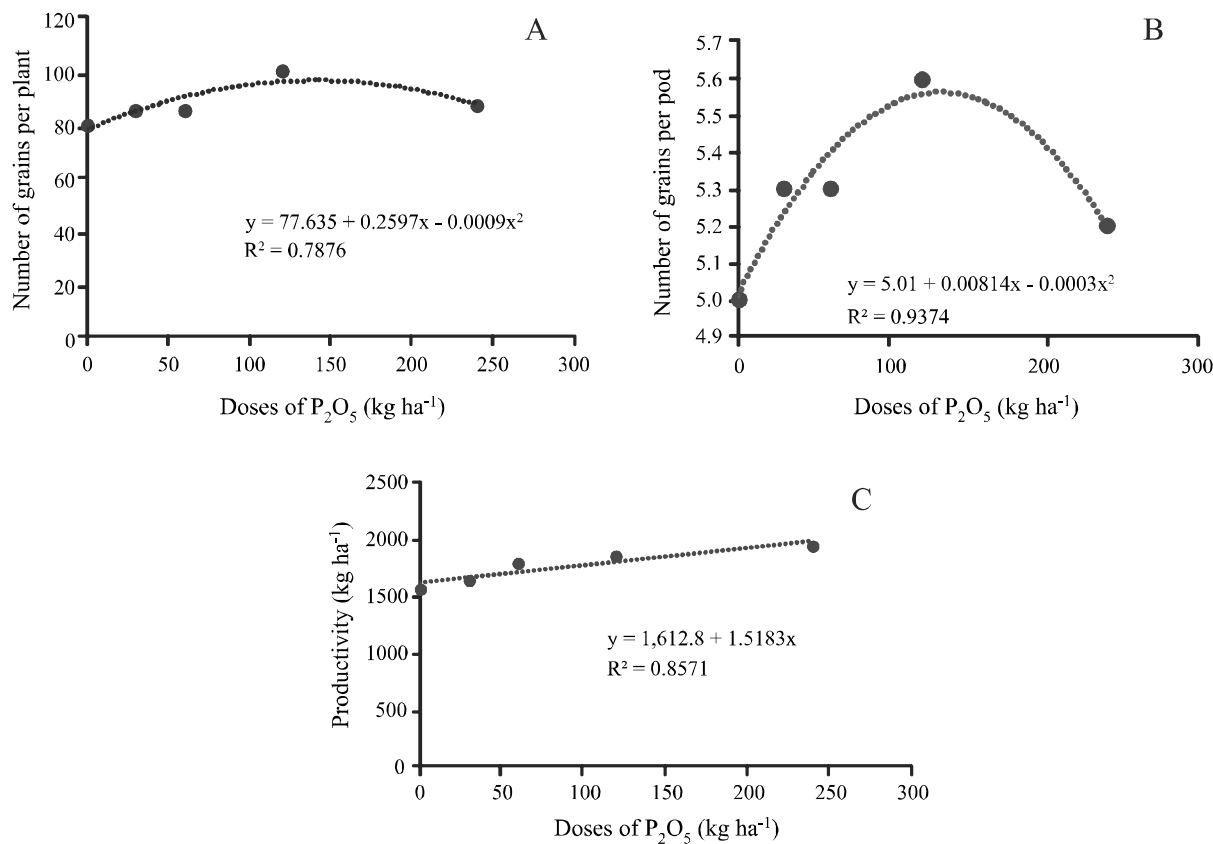 A
Number of grains per plant
120
100
80
60
40
20
0
y = 77.635 + 0.2597x - 0.0009x²
R² = 0.7876
0 50 100 150 200 250 300
Doses of P₂O₅ (kg ha⁻¹)
B
Number of grains per pod
5.7
5.6
5.5
5.4
5.3
5.2
5.1
5.0
4.9
y = 5.01 + 0.00814x - 0.0003x²
R² = 0.9374
0 100 200 300
Doses of P₂O₅ (kg ha⁻¹)
C
Productivity (kg ha⁻¹)
2500
2000
1500
1000
500
0
y = 1,612.8 + 1.5183x
R² = 0.8571
0 50 100 150 200 250 300
Doses of P₂O₅ (kg ha⁻¹)